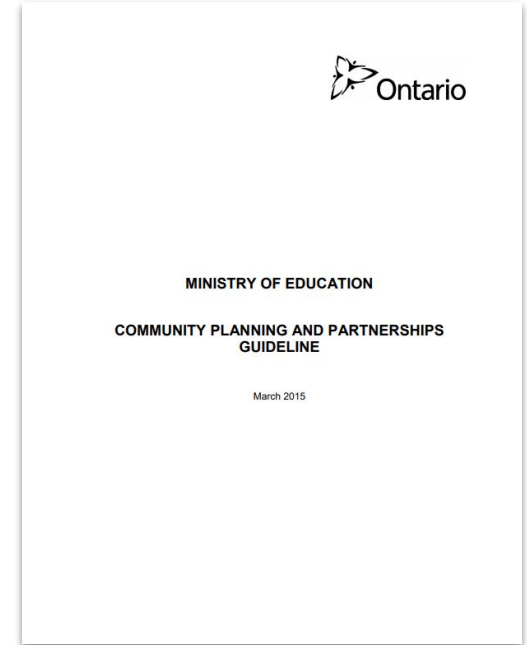 Ontario
MINISTRY OF EDUCATION
COMMUNITY PLANNING AND PARTNERSHIPS
GUIDELINE
March 2015